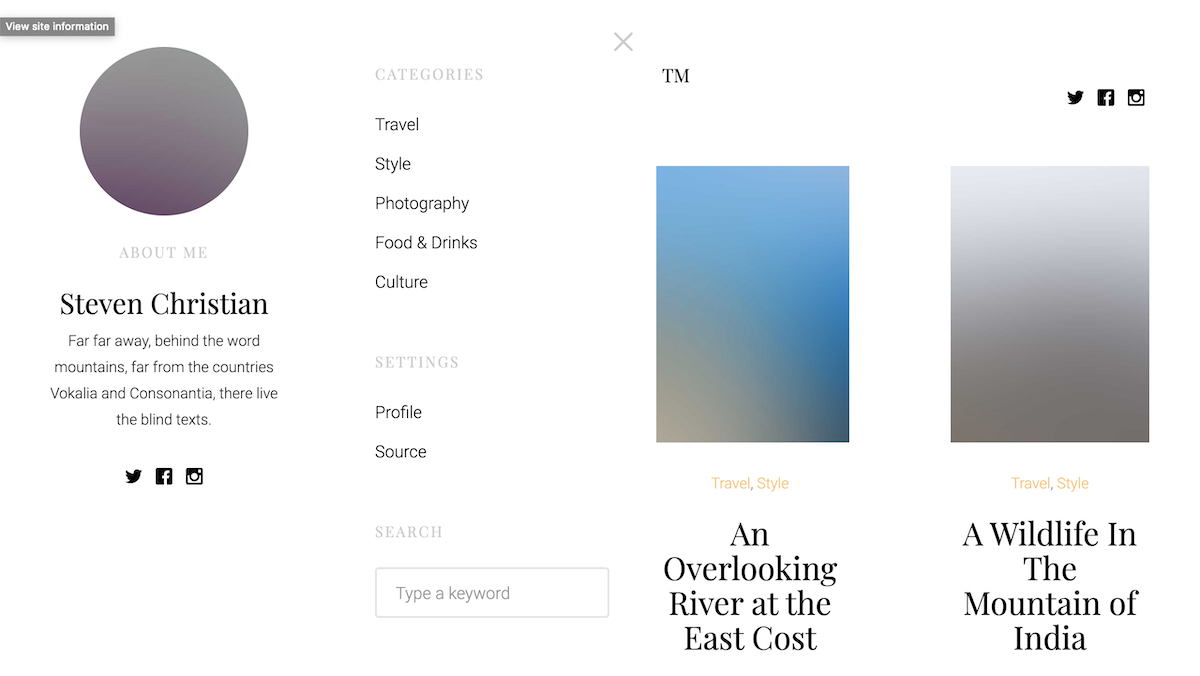 View site information
ABOUT ME
Steven Christian
Far far away, behind the word
mountains, far from the countries
Vokalia and Consonantia, there live
the blind texts.
CATEGORIES
Travel
Style
Photography
Food & Drinks
Culture
SETTINGS
Profile
Source
SEARCH
Type a keyword
TM
Travel, Style
An
Overlooking
River at the
East Cost
Travel, Style
A Wildlife In
The
Mountain of
India